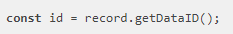 const id = record.getDataID();